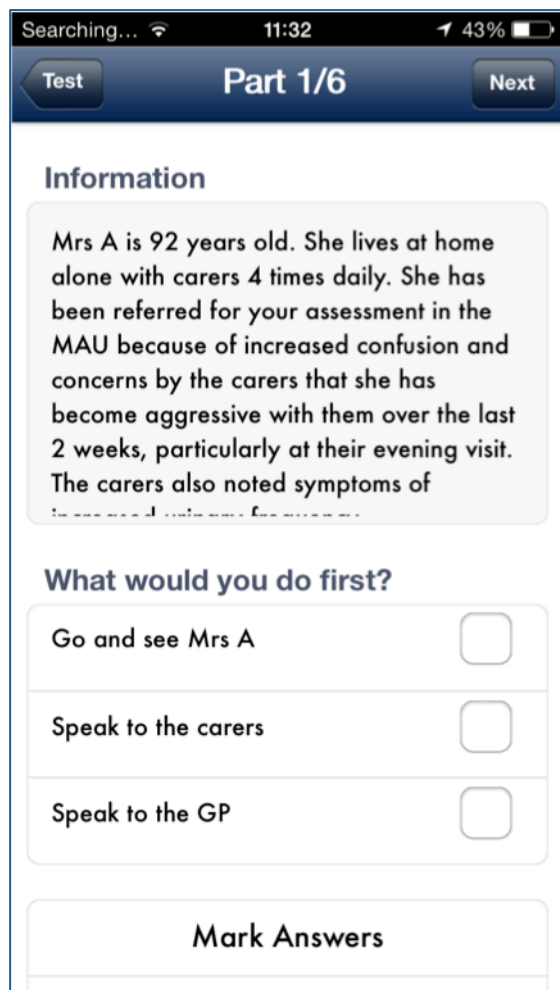 Searching... 11:32 43%
Test Part 1/6 Next
Information
Mrs A is 92 years old. She lives at home
alone with carers 4 times daily. She has
been referred for your assessment in the
MAU because of increased confusion and
concerns by the carers that she has
become aggressive with them over the last
2 weeks, particularly at their evening visit.
The carers also noted symptoms of
increased urinary frequency
What would you do first?
Go and see Mrs A
Speak to the carers
Speak to the GP
Mark Answers